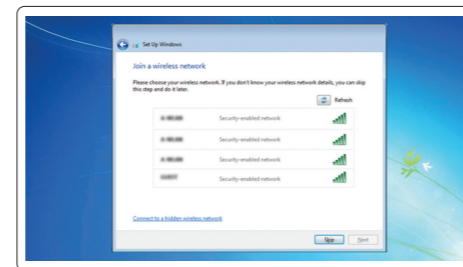 Set Up Windows
Join a wireless network
Please choose your wireless network. If you don't know your wireless network details, you can skip
this step and do it later.
Refresh
Security-enabled network
Security-enabled network
Security-enabled network
Security-enabled network
Connect to a hidden wireless network
Skip Next